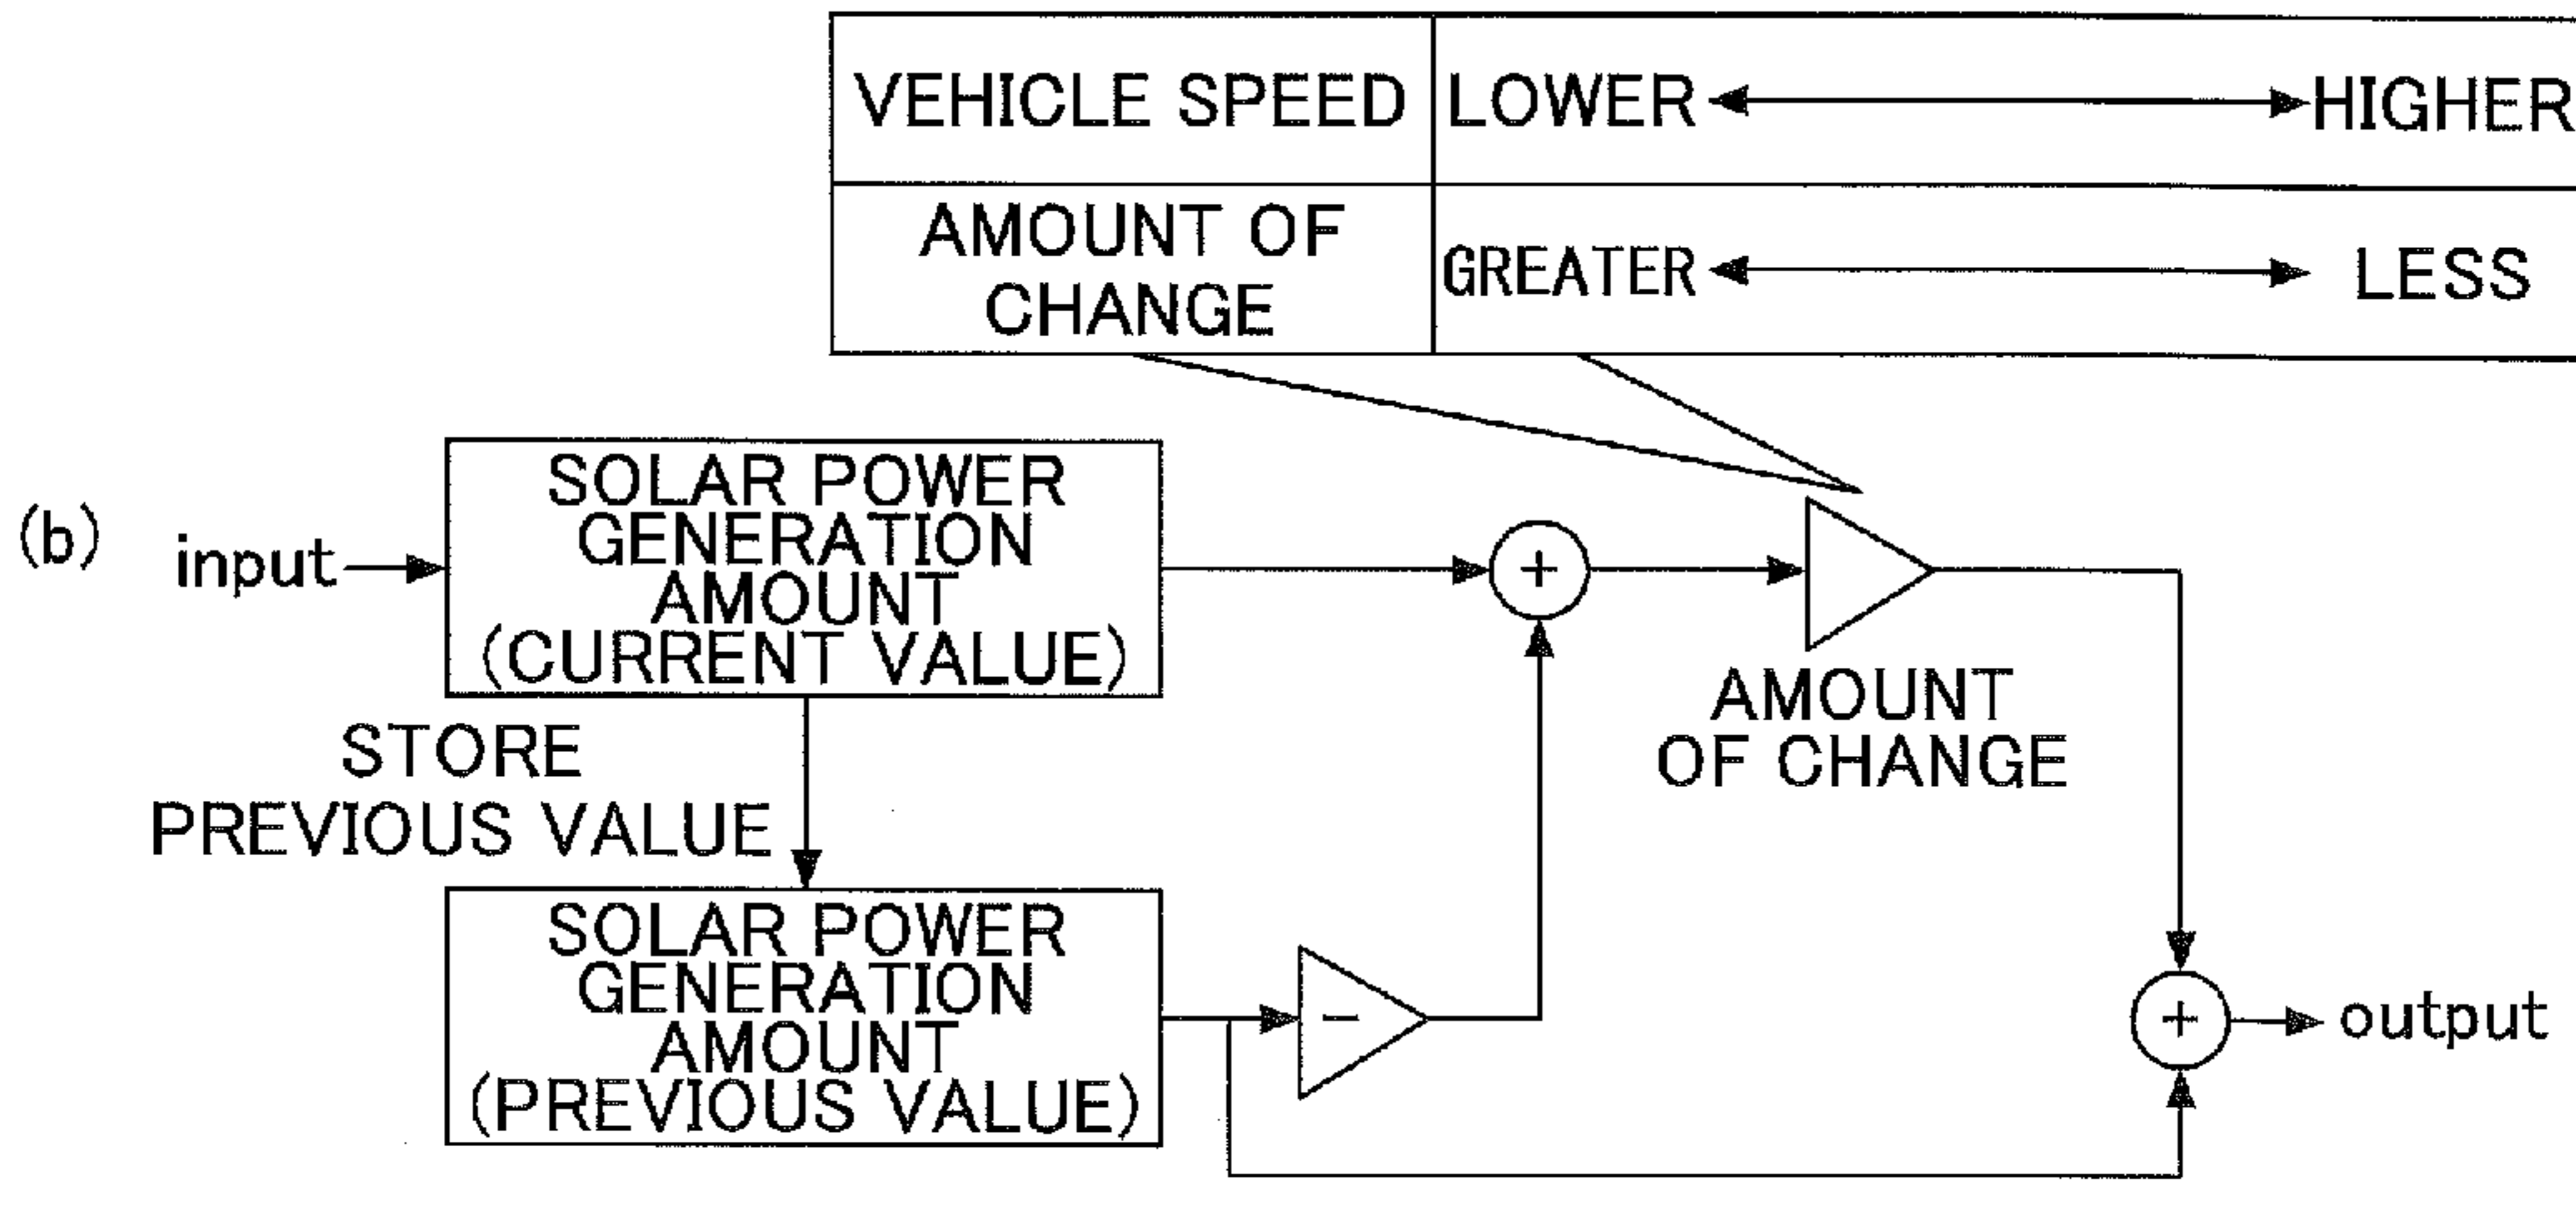 VEHICLE SPEED LOWER HIGHER
AMOUNT OF
CHANGE
GREATER LESS
(b) input
SOLAR POWER
GENERATION
AMOUNT
(CURRENT VALUE)
+
AMOUNT
OF CHANGE
STORE
PREVIOUS VALUE
SOLAR POWER
GENERATION
AMOUNT
(PREVIOUS VALUE)
−
+
output